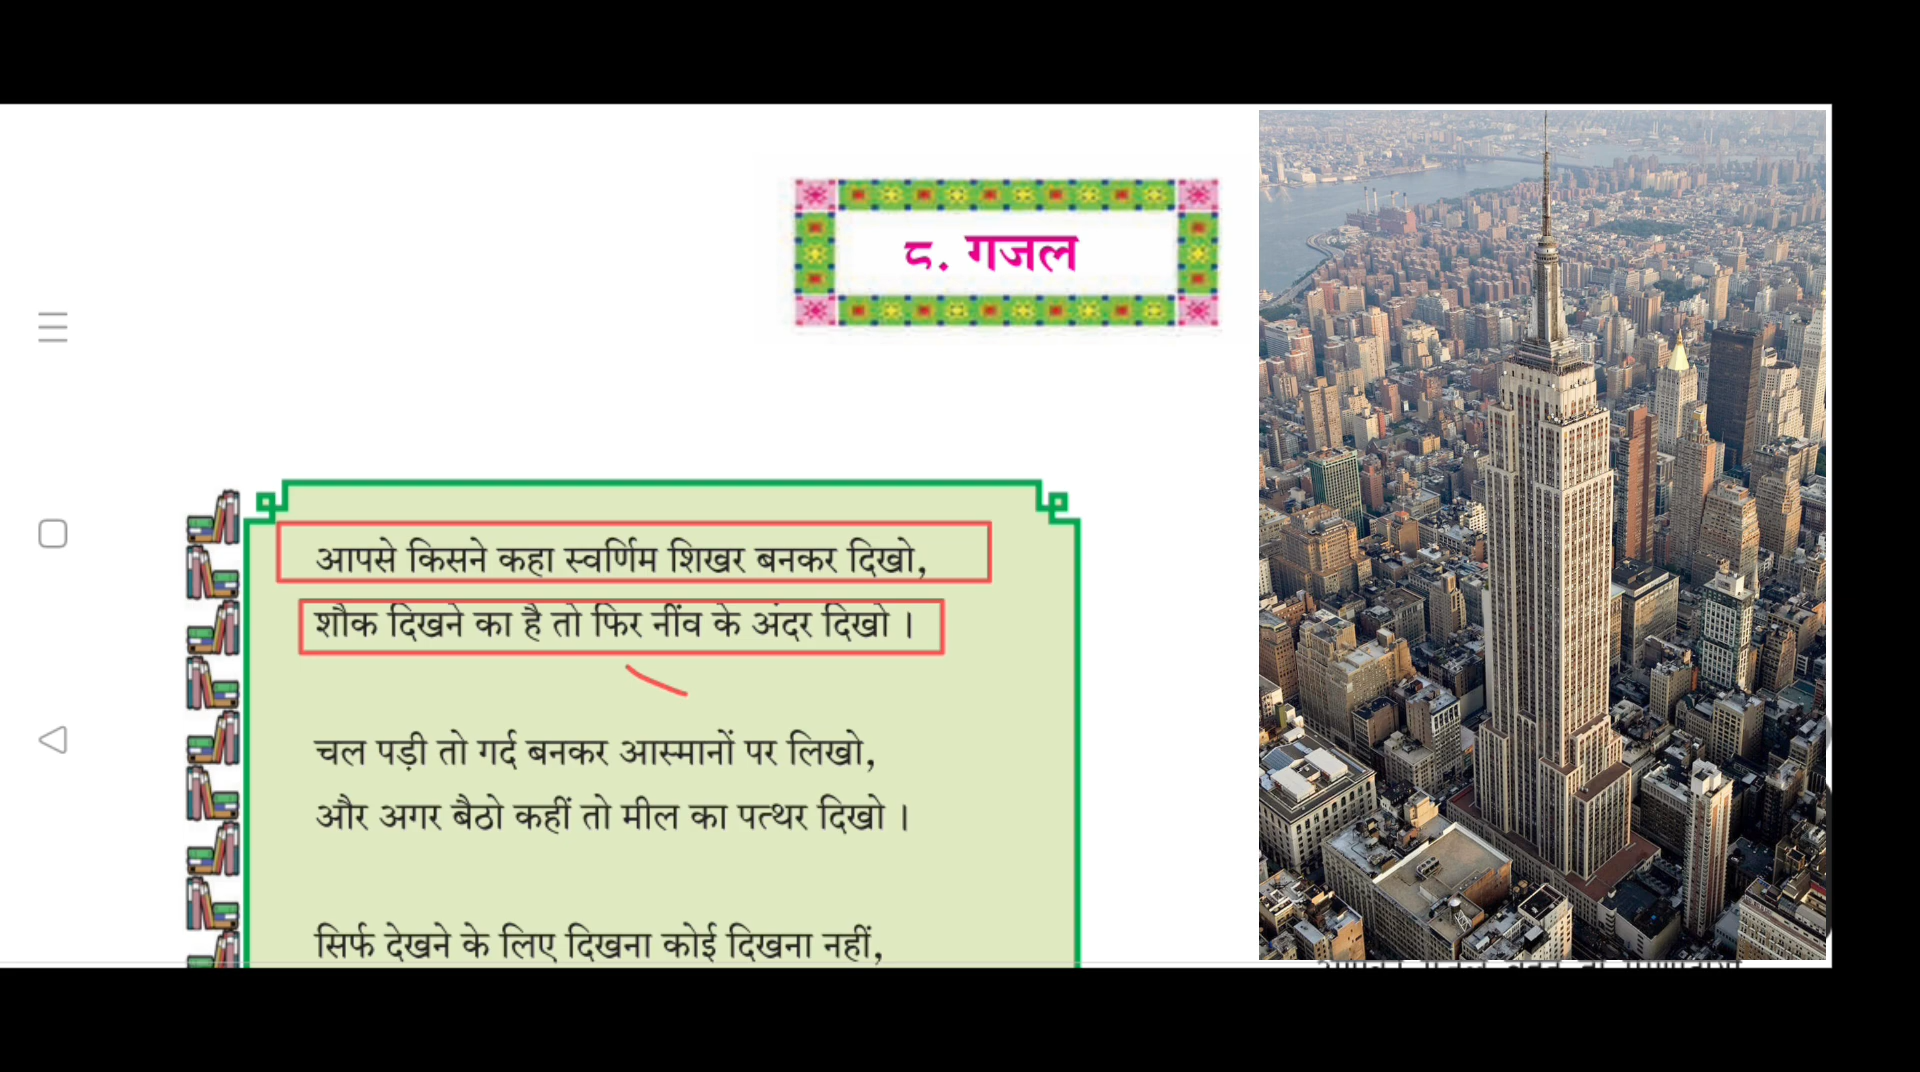 ८. गजल
आपसे किसने कहा स्वर्णिम शिखर बनकर दिखो,
शौक दिखने का है तो फिर नींव के अंदर दिखो ।
चल पड़ी तो गर्द बनकर आस्मानों पर लिखो,
और अगर बैठो कहीं तो मील का पत्थर दिखो ।
सिर्फ देखने के लिए दिखना कोई दिखना नहीं,